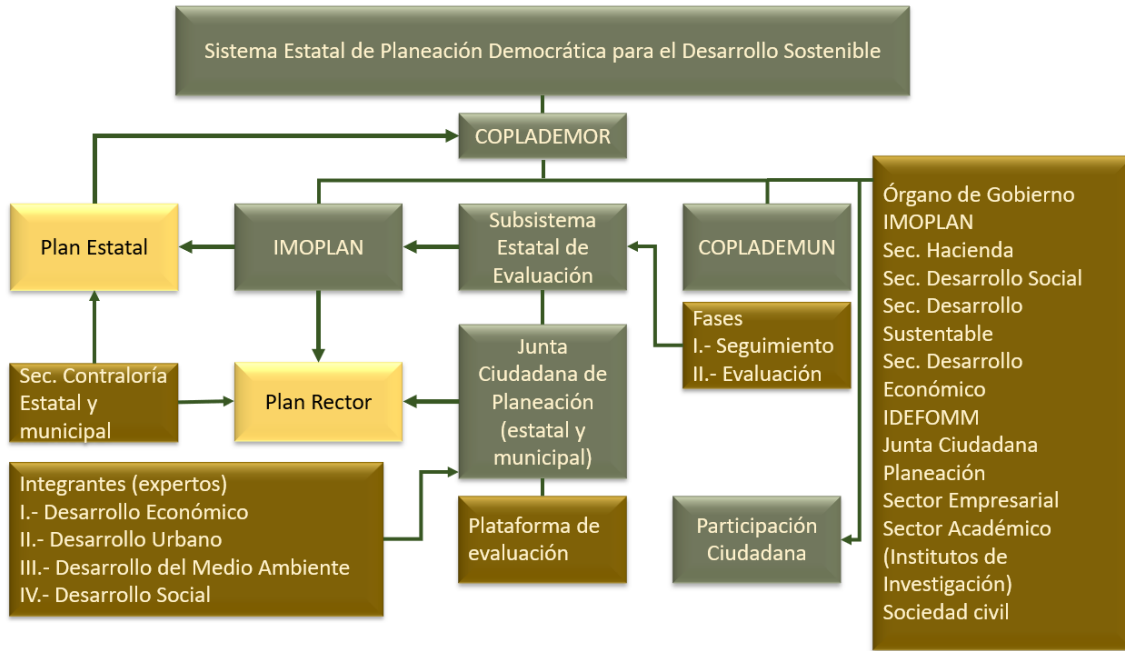 Sistema Estatal de Planeación Democrática para el Desarrollo Sostenible
COPLADEMOR
Plan Estatal
IMOPLAN
Subsistema
Estatal de
Evaluación
COPLADEMUN
Órgano de Gobierno
IMOPLAN
Sec. Hacienda
Sec. Desarrollo Social
Sec. Desarrollo
Sustentable
Sec. Desarrollo
Económico
IDEFOMM
Junta Ciudadana
Planeación
Sector Empresarial
Sector Académico
(Institutos de
Investigación)
Sociedad civil
Fases
I.- Seguimiento
II.- Evaluación
Sec. Contraloría
Estatal y
municipal
Plan Rector
Junta
Ciudadana de
Planeación
(estatal y
municipal)
Integrantes (expertos)
I.- Desarrollo Económico
II.- Desarrollo Urbano
III.- Desarrollo del Medio Ambiente
IV.- Desarrollo Social
Plataforma de
evaluación
Participación
Ciudadana